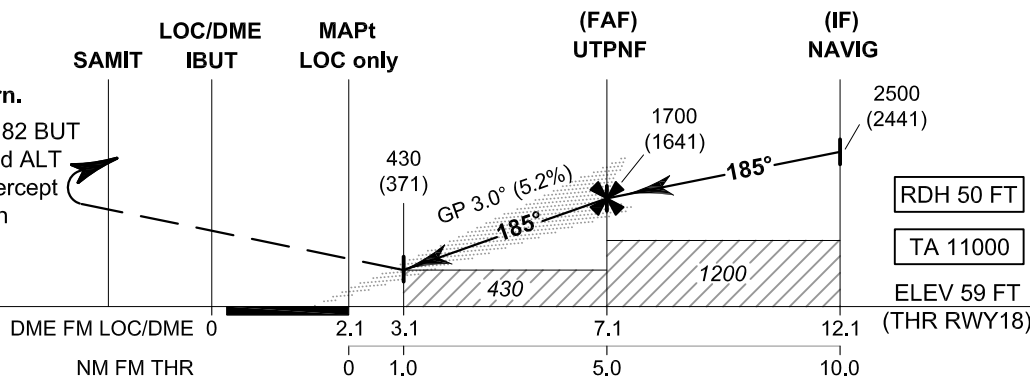 SAMIT
LOC/DME
IBUT
MAPt
LOC only
(FAF)
UTPNF
(IF)
NAVIG
rn.
82 BUT
d ALT
ercept
n
430
(371)
GP 3.0° (5.2%)
185°
1700
(1641)
185°
2500
(2441)
430
1200
RDH 50 FT
TA 11000
ELEV 59 FT
(THR RWY18)
DME FM LOC/DME 0 2.1 3.1 7.1 12.1
NM FM THR 0 1.0 5.0 10.0